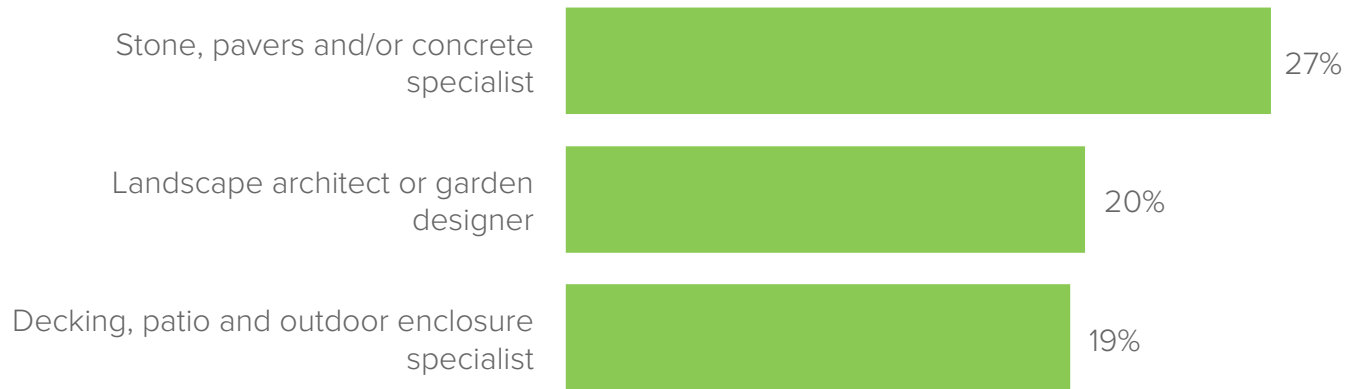 Stone, pavers and/or concrete
specialist
27%
Landscape architect or garden
designer
20%
Decking, patio and outdoor enclosure
specialist
19%